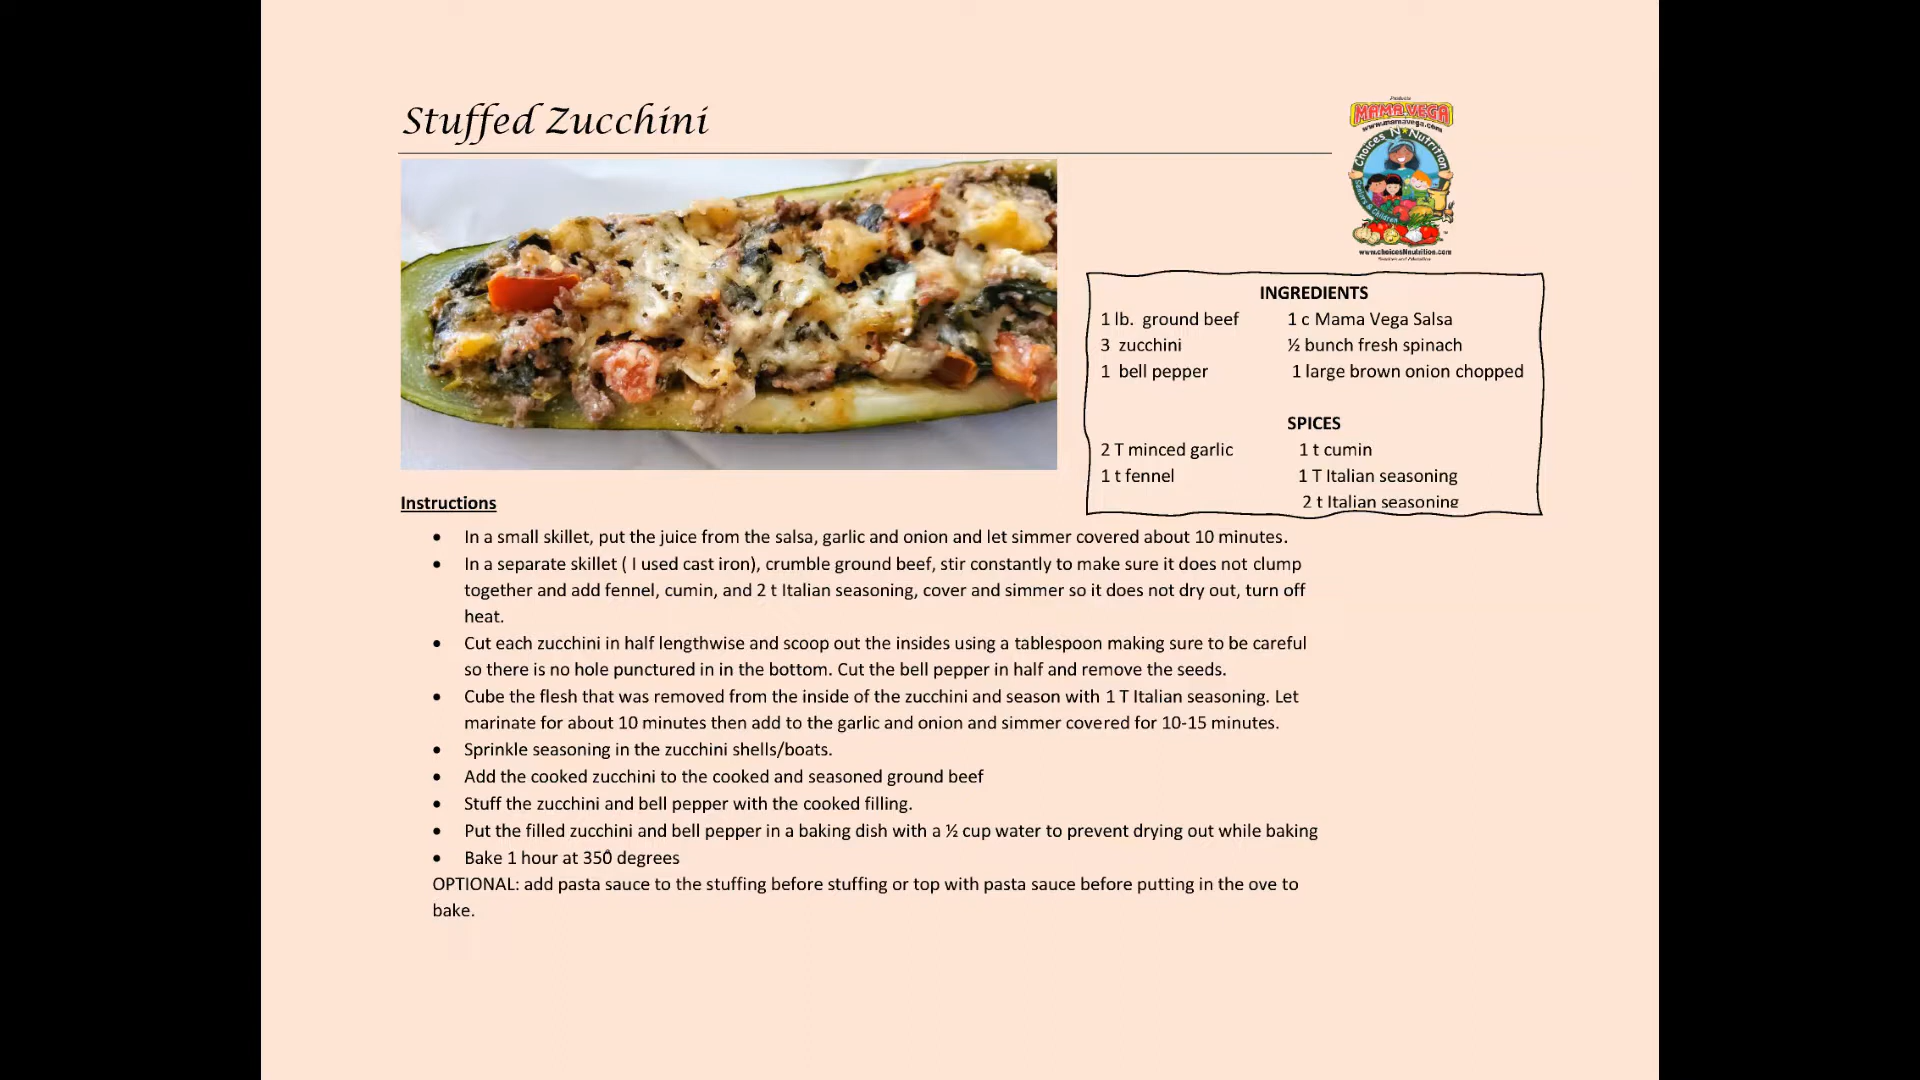 Stuffed Zucchini
Products
MAMA VEGA
www.mamavega.com
Choices N Nutrition
Seniors & Children
www.choicesNnutrition.com
INGREDIENTS
1 lb.  ground beef 1 c Mama Vega Salsa
3  zucchini ½ bunch fresh spinach
1  bell pepper 1 large brown onion chopped
SPICES
2 T minced garlic 1 t cumin
1 t fennel 1 T Italian seasoning
2 t Italian seasoning
Instructions
• In a small skillet, put the juice from the salsa, garlic and onion and let simmer covered about 10 minutes.
• In a separate skillet ( I used cast iron), crumble ground beef, stir constantly to make sure it does not clump
together and add fennel, cumin, and 2 t Italian seasoning, cover and simmer so it does not dry out, turn off
heat.
• Cut each zucchini in half lengthwise and scoop out the insides using a tablespoon making sure to be careful
so there is no hole punctured in in the bottom. Cut the bell pepper in half and remove the seeds.
• Cube the flesh that was removed from the inside of the zucchini and season with 1 T Italian seasoning. Let
marinate for about 10 minutes then add to the garlic and onion and simmer covered for 10-15 minutes.
• Sprinkle seasoning in the zucchini shells/boats.
• Add the cooked zucchini to the cooked and seasoned ground beef
• Stuff the zucchini and bell pepper with the cooked filling.
• Put the filled zucchini and bell pepper in a baking dish with a ½ cup water to prevent drying out while baking
• Bake 1 hour at 350 degrees
OPTIONAL: add pasta sauce to the stuffing before stuffing or top with pasta sauce before putting in the ove to
bake.